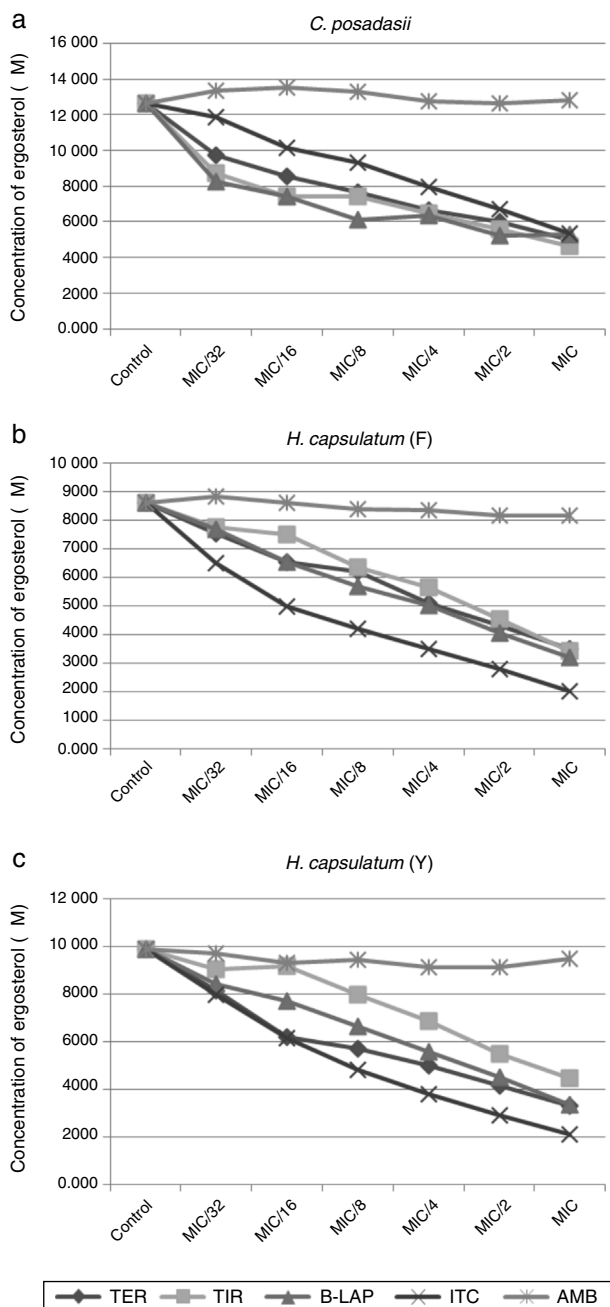 a
C. posadasii
Concentration of ergosterol ( M)
16 000
14 000
12 000
10 000
8000
6000
4000
2000
0.000
Control
MIC/32
MIC/16
MIC/8
MIC/4
MIC/2
MIC
b
H. capsulatum (F)
Concentration of ergosterol ( M)
10 000
9000
8000
7000
6000
5000
4000
3000
2000
1000
0.000
Control
MIC/32
MIC/16
MIC/8
MIC/4
MIC/2
MIC
c
H. capsulatum (Y)
Concentration of ergosterol ( M)
12 000
10 000
8000
6000
4000
2000
0.000
Control
MIC/32
MIC/16
MIC/8
MIC/4
MIC/2
MIC
TER TIR B-LAP ITC AMB